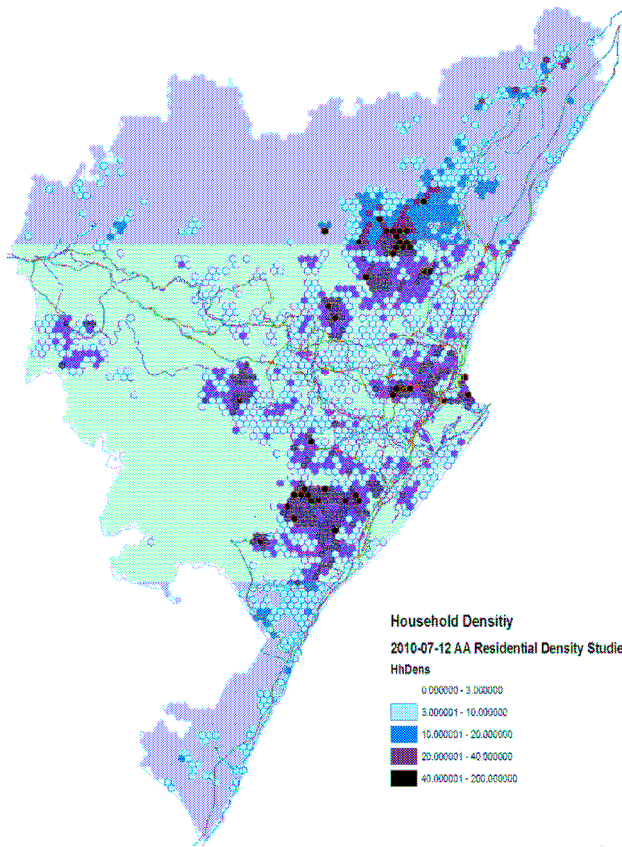 Household Densitiy
2010-07-12 AA Residential Density Studie
HhDens
0.000000 - 3.000000
3.000001 - 10.000000
10.000001 - 20.000000
20.000001 - 40.000000
40.000001 - 200.000000